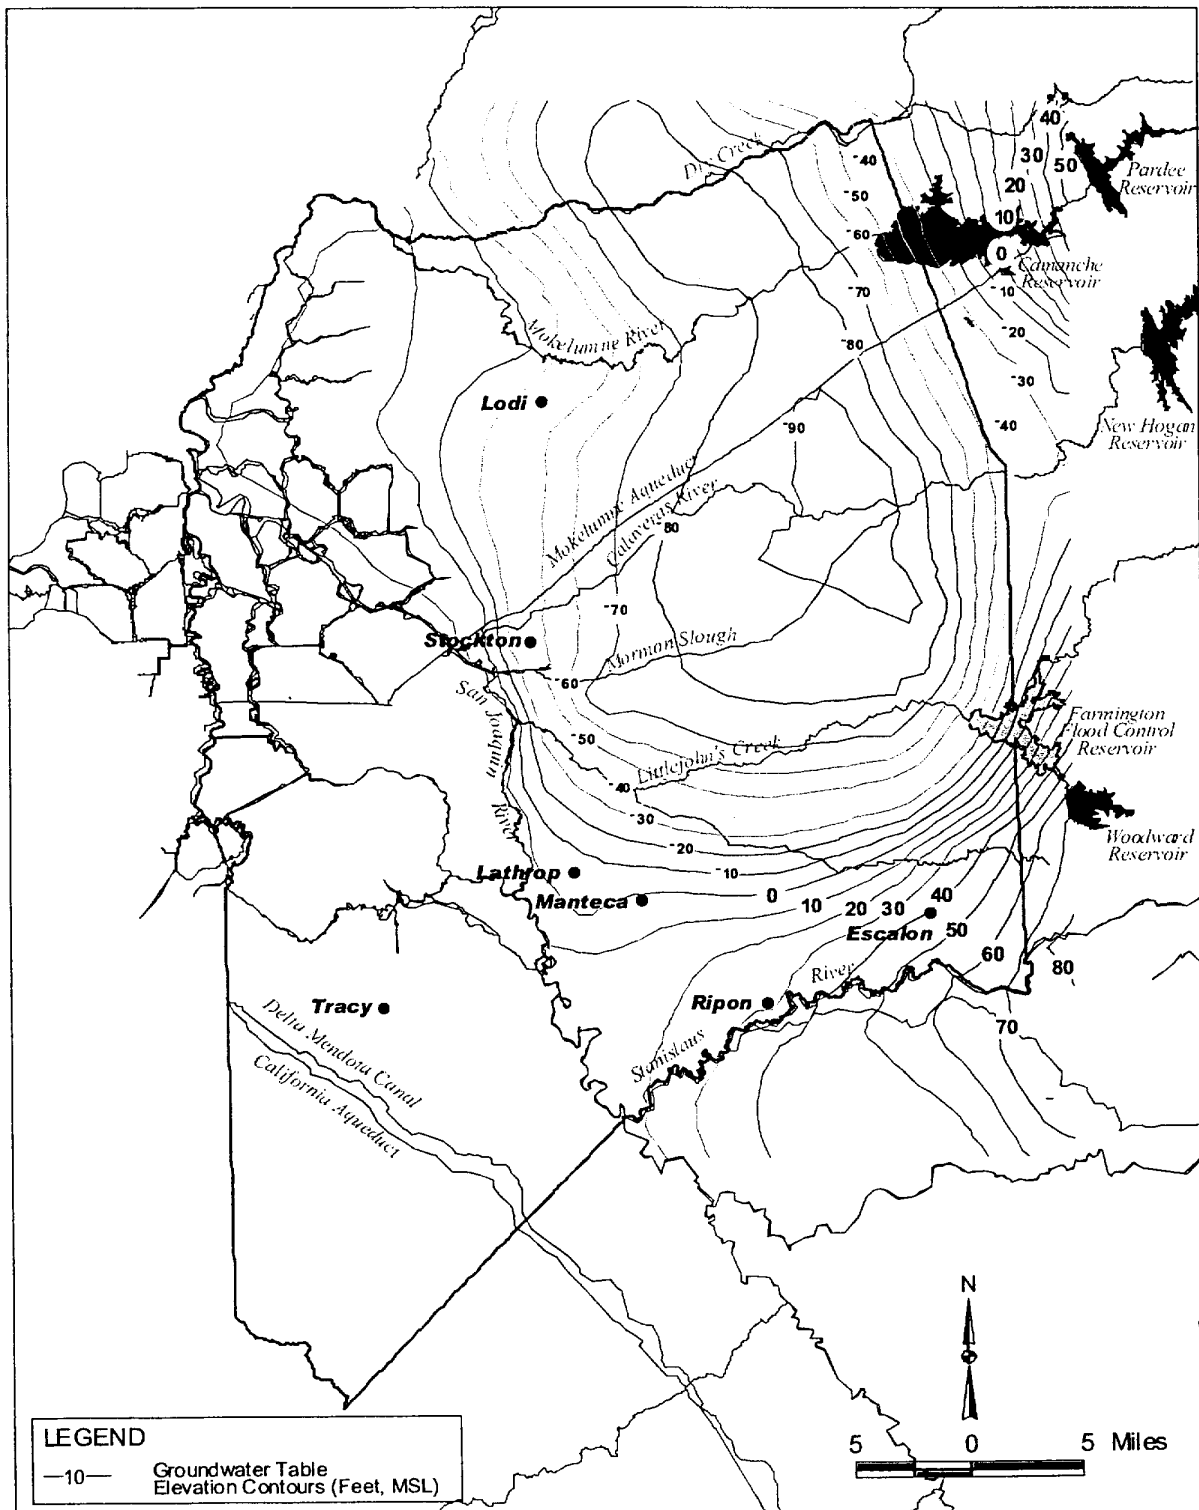 40
30
50
20
10
0
Pardee
Reservoir
Dry Creek
-40
-50
-60
-70
-80
Camanche
Reservoir
-10
-20
-30
-40
Mokelumne River
Lodi
-90
New Hogan
Reservoir
Mokelumne Aqueduct
Calaveras River
-80
-70
Stockton
Mormon Slough
-60
San Joaquin
River
-50
Littlejohn's Creek
Farmington
Flood Control
Reservoir
-40
-30
Woodward
Reservoir
-20
-10
Lathrop
Manteca
0
10
20
30
40
Escalon
50
60
80
70
Tracy
Ripon
Stanislaus
River
Delta Mendota Canal
California Aqueduct
N
5 0 5 Miles
LEGEND
—10— Groundwater Table
Elevation Contours (Feet, MSL)